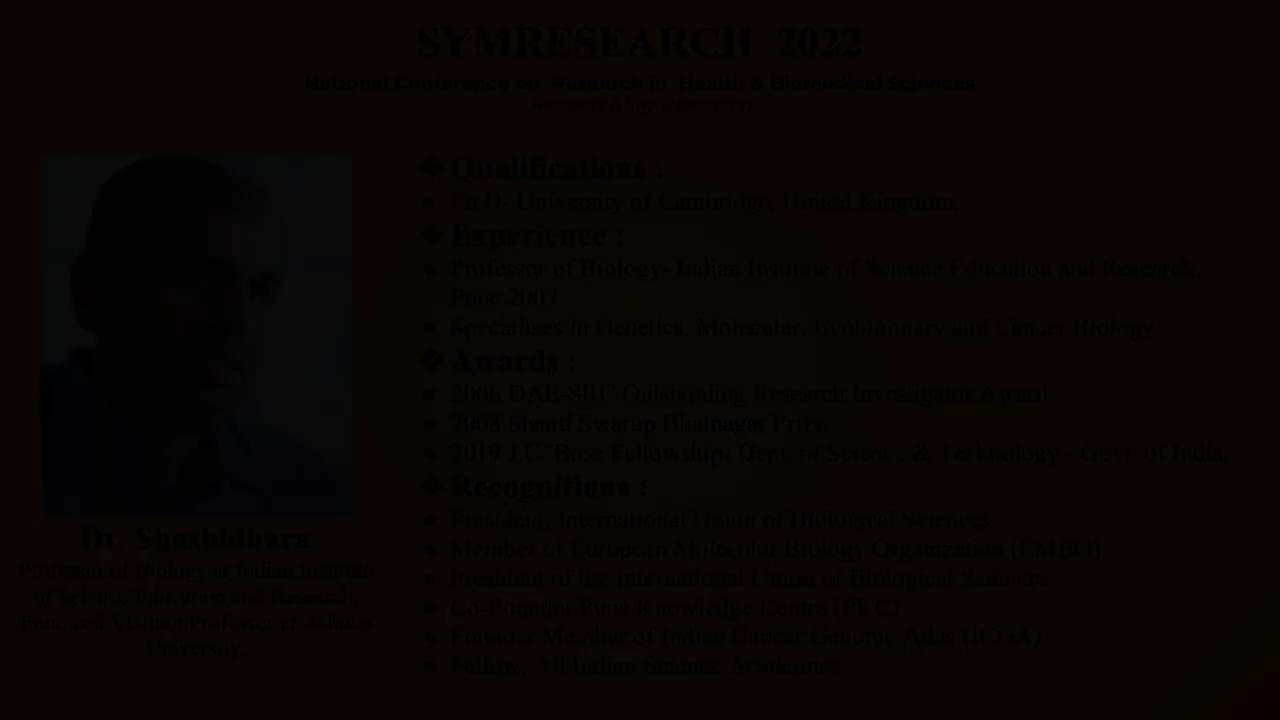 SYMRESEARCH 2022
National Conference on Research in Health & Biomedical Sciences
Researching Research
❖ Qualifications :
● Ph.D- University of Cambridge, United Kingdom.
❖ Experience :
● Professor of Biology- Indian Institute of Science Education and Research,
Pune 2007.
● Specialises in Genetics, Molecular, Evolutionary and Cancer Biology
❖ Awards :
● 2006 DAE-SRC Outstanding Research Investigator Award
● 2008 Shanti Swarup Bhatnagar Prize
● 2019 J.C. Bose Fellowship- Dept. of Science & Technology - Govt. of India.
❖ Recognitions :
● President, International Union of Biological Sciences
● Member of European Molecular Biology Organization (EMBO)
● President of the International Union of Biological Sciences
● Co-Founder Pune Knowledge Centre (PKC)
● Founder Member of Indian Cancer Genome Atlas (ICGA)
● Fellow, All Indian Science Academies
Dr. Shashidhara
Professor of Biology at Indian Institute
of Science Education and Research,
Pune and Visiting Professor at Ashoka
University.